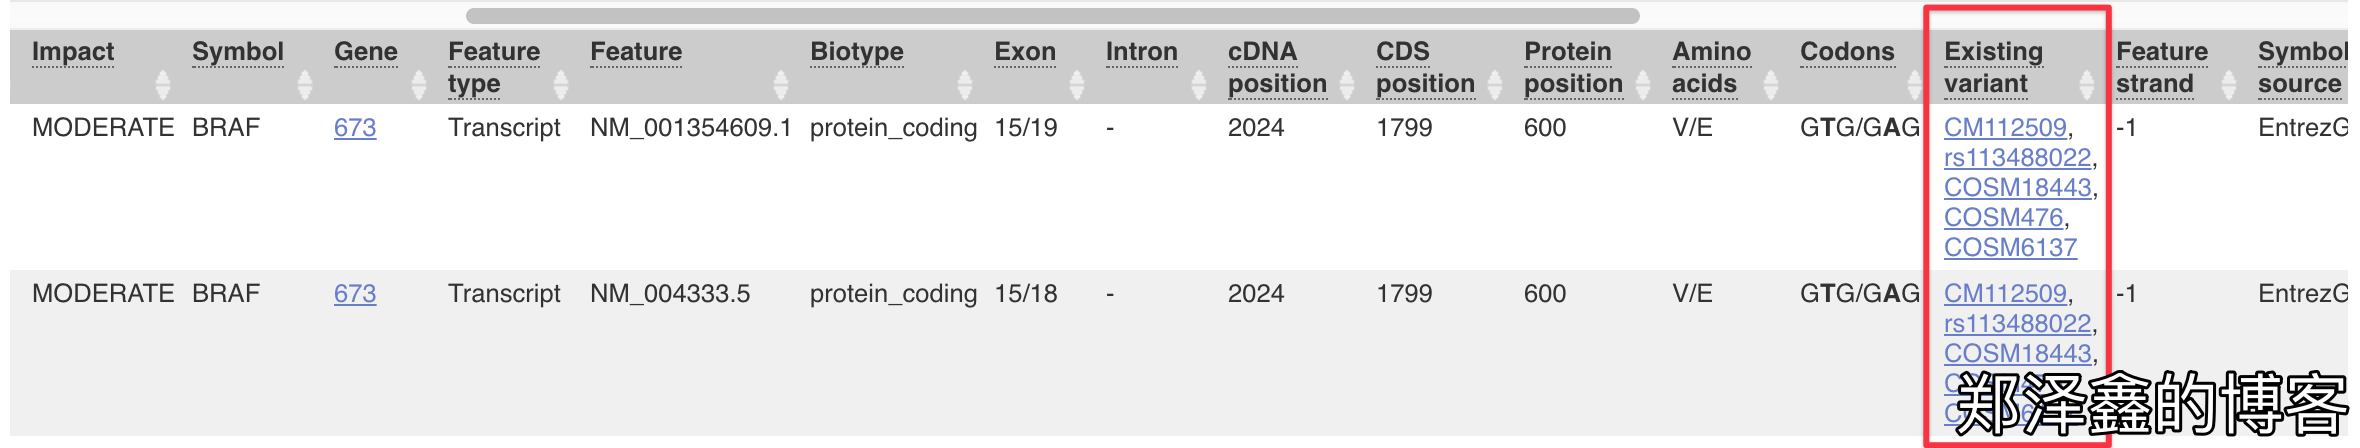 Impact Symbol Gene Feature type Feature Biotype Exon Intron cDNA position CDS position Protein position Amino acids Codons Existing variant Feature strand Symbol source
MODERATE BRAF 673 Transcript NM_001354609.1 protein_coding 15/19 - 2024 1799 600 V/E GTG/GAG CM112509, -1 EntrezG
rs113488022,
COSM18443,
COSM476,
COSM6137
MODERATE BRAF 673 Transcript NM_004333.5 protein_coding 15/18 - 2024 1799 600 V/E GTG/GAG CM112509, -1 EntrezG
rs113488022,
COSM18443,
郑泽鑫的博客